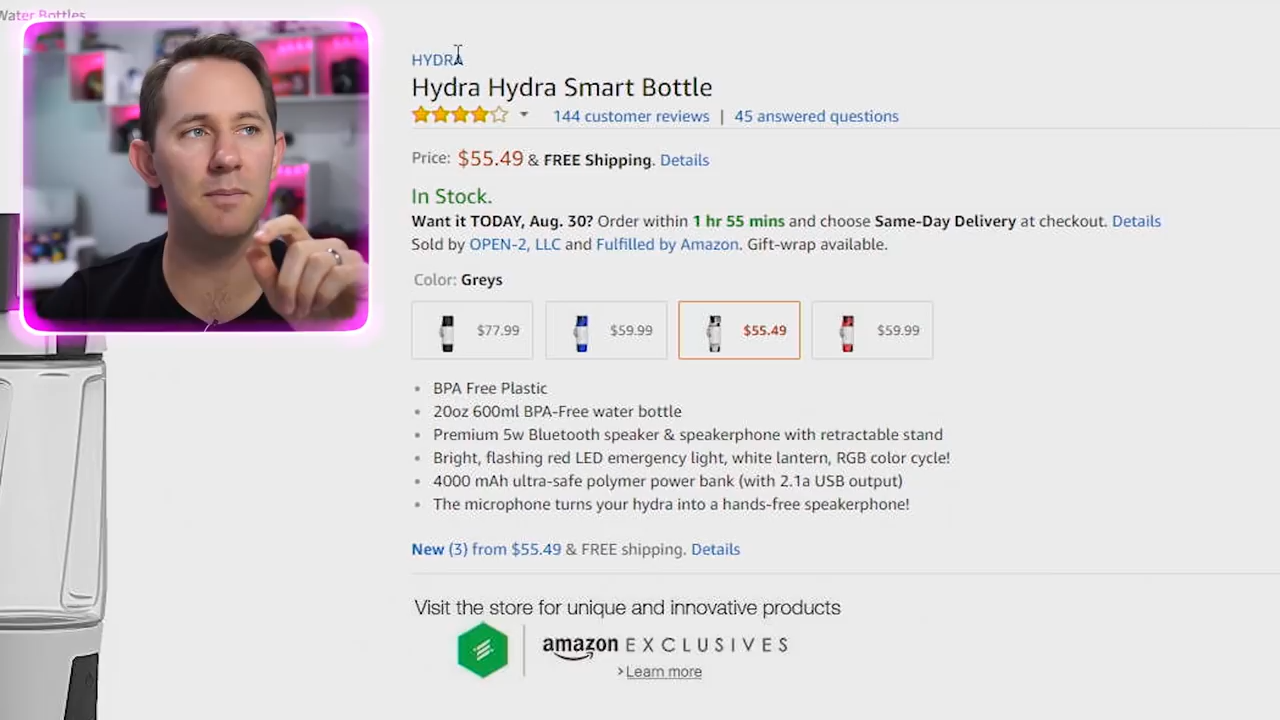 Water Bottles
HYDRA
Hydra Hydra Smart Bottle
144 customer reviews | 45 answered questions
Price: $55.49 & FREE Shipping. Details
In Stock.
Want it TODAY, Aug. 30? Order within 1 hr 55 mins and choose Same-Day Delivery at checkout. Details
Sold by OPEN-2, LLC and Fulfilled by Amazon. Gift-wrap available.
Color: Greys
$77.99 $59.99 $55.49 $59.99
• BPA Free Plastic
• 20oz 600ml BPA-Free water bottle
• Premium 5w Bluetooth speaker & speakerphone with retractable stand
• Bright, flashing red LED emergency light, white lantern, RGB color cycle!
• 4000 mAh ultra-safe polymer power bank (with 2.1a USB output)
• The microphone turns your hydra into a hands-free speakerphone!
New (3) from $55.49 & FREE shipping. Details
Visit the store for unique and innovative products
amazon EXCLUSIVES
› Learn more